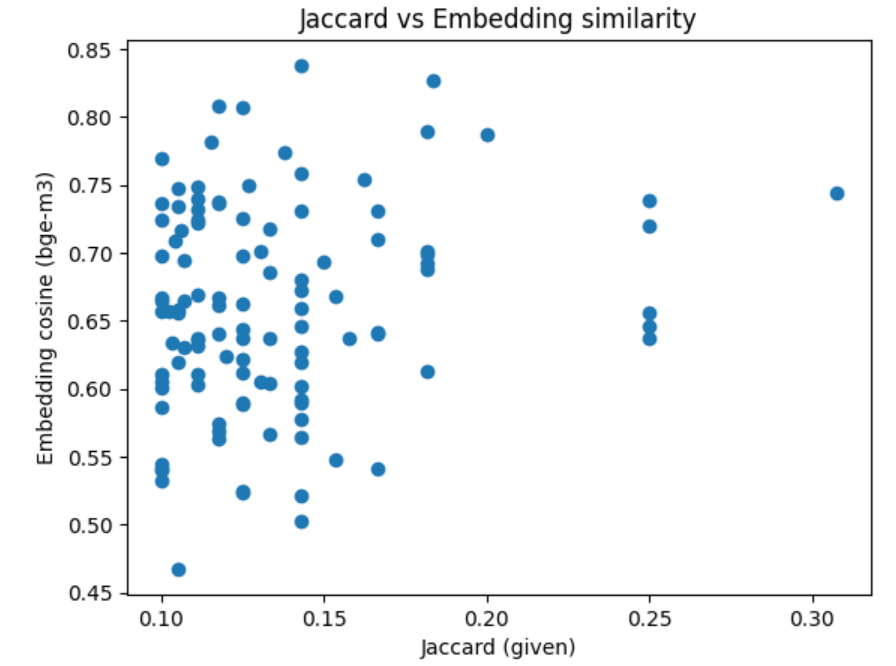 Jaccard vs Embedding similarity
0.85
0.80
0.75
0.70
0.65
0.60
0.55
0.50
0.45
Embedding cosine (bge-m3)
0.10 0.15 0.20 0.25 0.30
Jaccard (given)